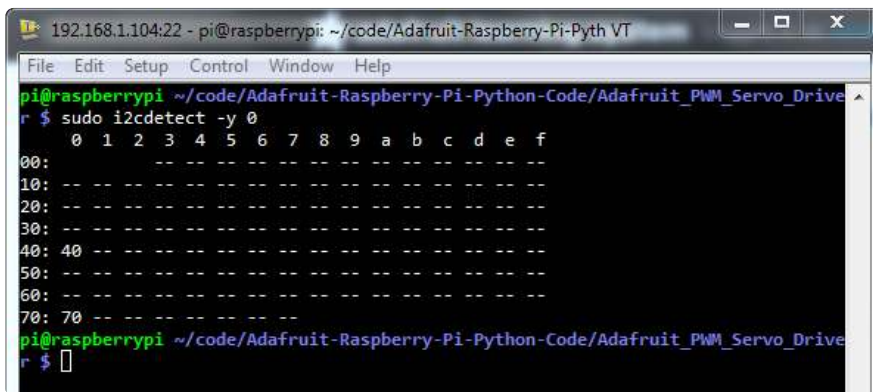 192.168.1.104:22 - pi@raspberrypi: ~/code/Adafruit-Raspberry-Pi-Pyth VT
File Edit Setup Control Window Help
pi@raspberrypi ~/code/Adafruit-Raspberry-Pi-Python-Code/Adafruit_PWM_Servo_Drive
r $ sudo i2cdetect -y 0
     0  1  2  3  4  5  6  7  8  9  a  b  c  d  e  f
00:          -- -- -- -- -- -- -- -- -- -- -- -- --
10: -- -- -- -- -- -- -- -- -- -- -- -- -- -- -- --
20: -- -- -- -- -- -- -- -- -- -- -- -- -- -- -- --
30: -- -- -- -- -- -- -- -- -- -- -- -- -- -- -- --
40: 40 -- -- -- -- -- -- -- -- -- -- -- -- -- -- --
50: -- -- -- -- -- -- -- -- -- -- -- -- -- -- -- --
60: -- -- -- -- -- -- -- -- -- -- -- -- -- -- -- --
70: 70 -- -- -- -- -- -- --
pi@raspberrypi ~/code/Adafruit-Raspberry-Pi-Python-Code/Adafruit_PWM_Servo_Drive
r $